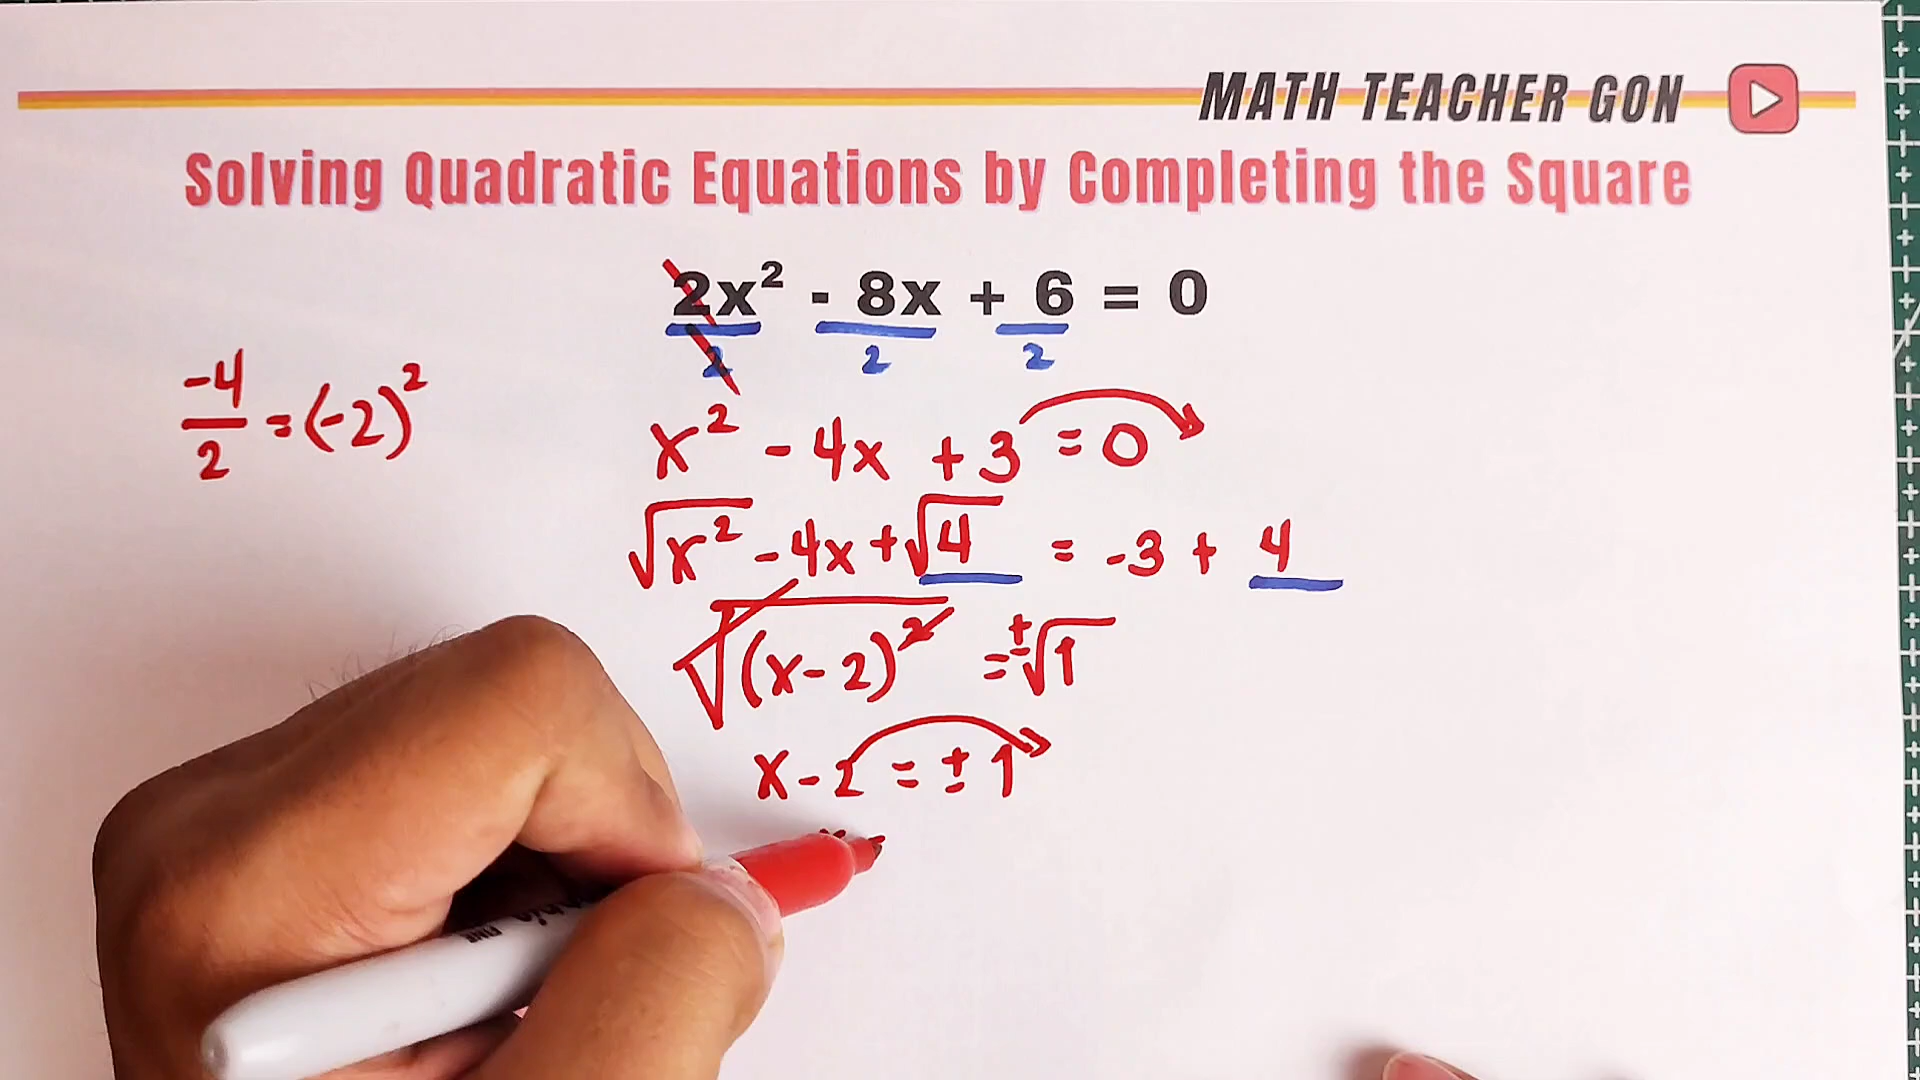 MATH TEACHER GON
Solving Quadratic Equations by Completing the Square
2x² - 8x + 6 = 0
2 2 2
-4/2 = (-2)²
x² - 4x + 3 = 0
√x² - 4x + √4 = -3 + 4
√(x-2)² = ±√1
x-2 = ±1
FINE